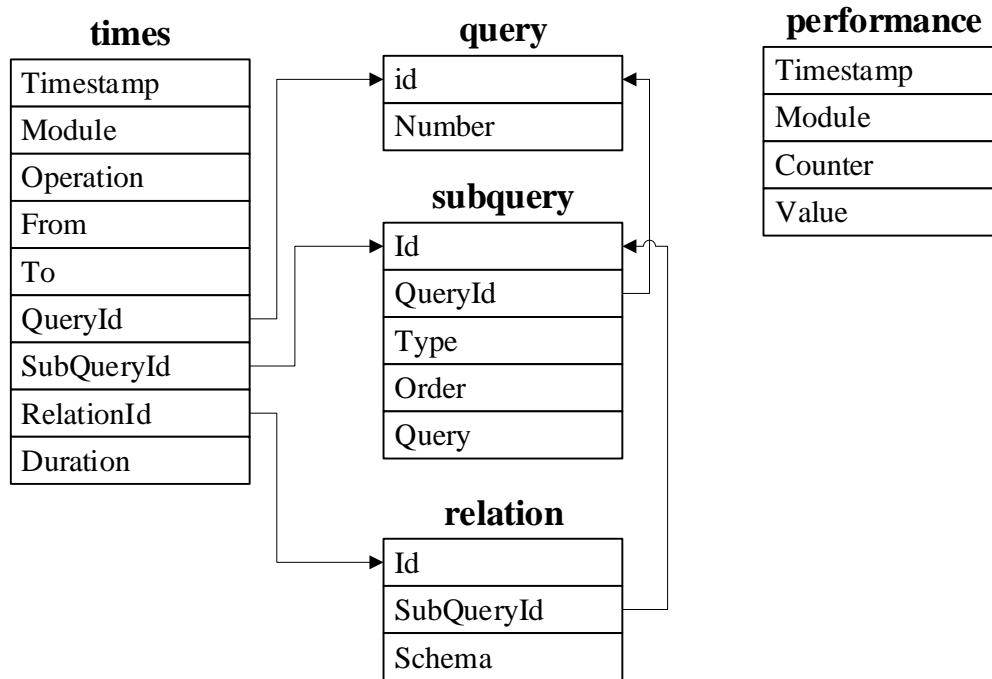 times
Timestamp
Module
Operation
From
To
QueryId
SubQueryId
RelationId
Duration
query
id
Number
subquery
Id
QueryId
Type
Order
Query
relation
Id
SubQueryId
Schema
performance
Timestamp
Module
Counter
Value